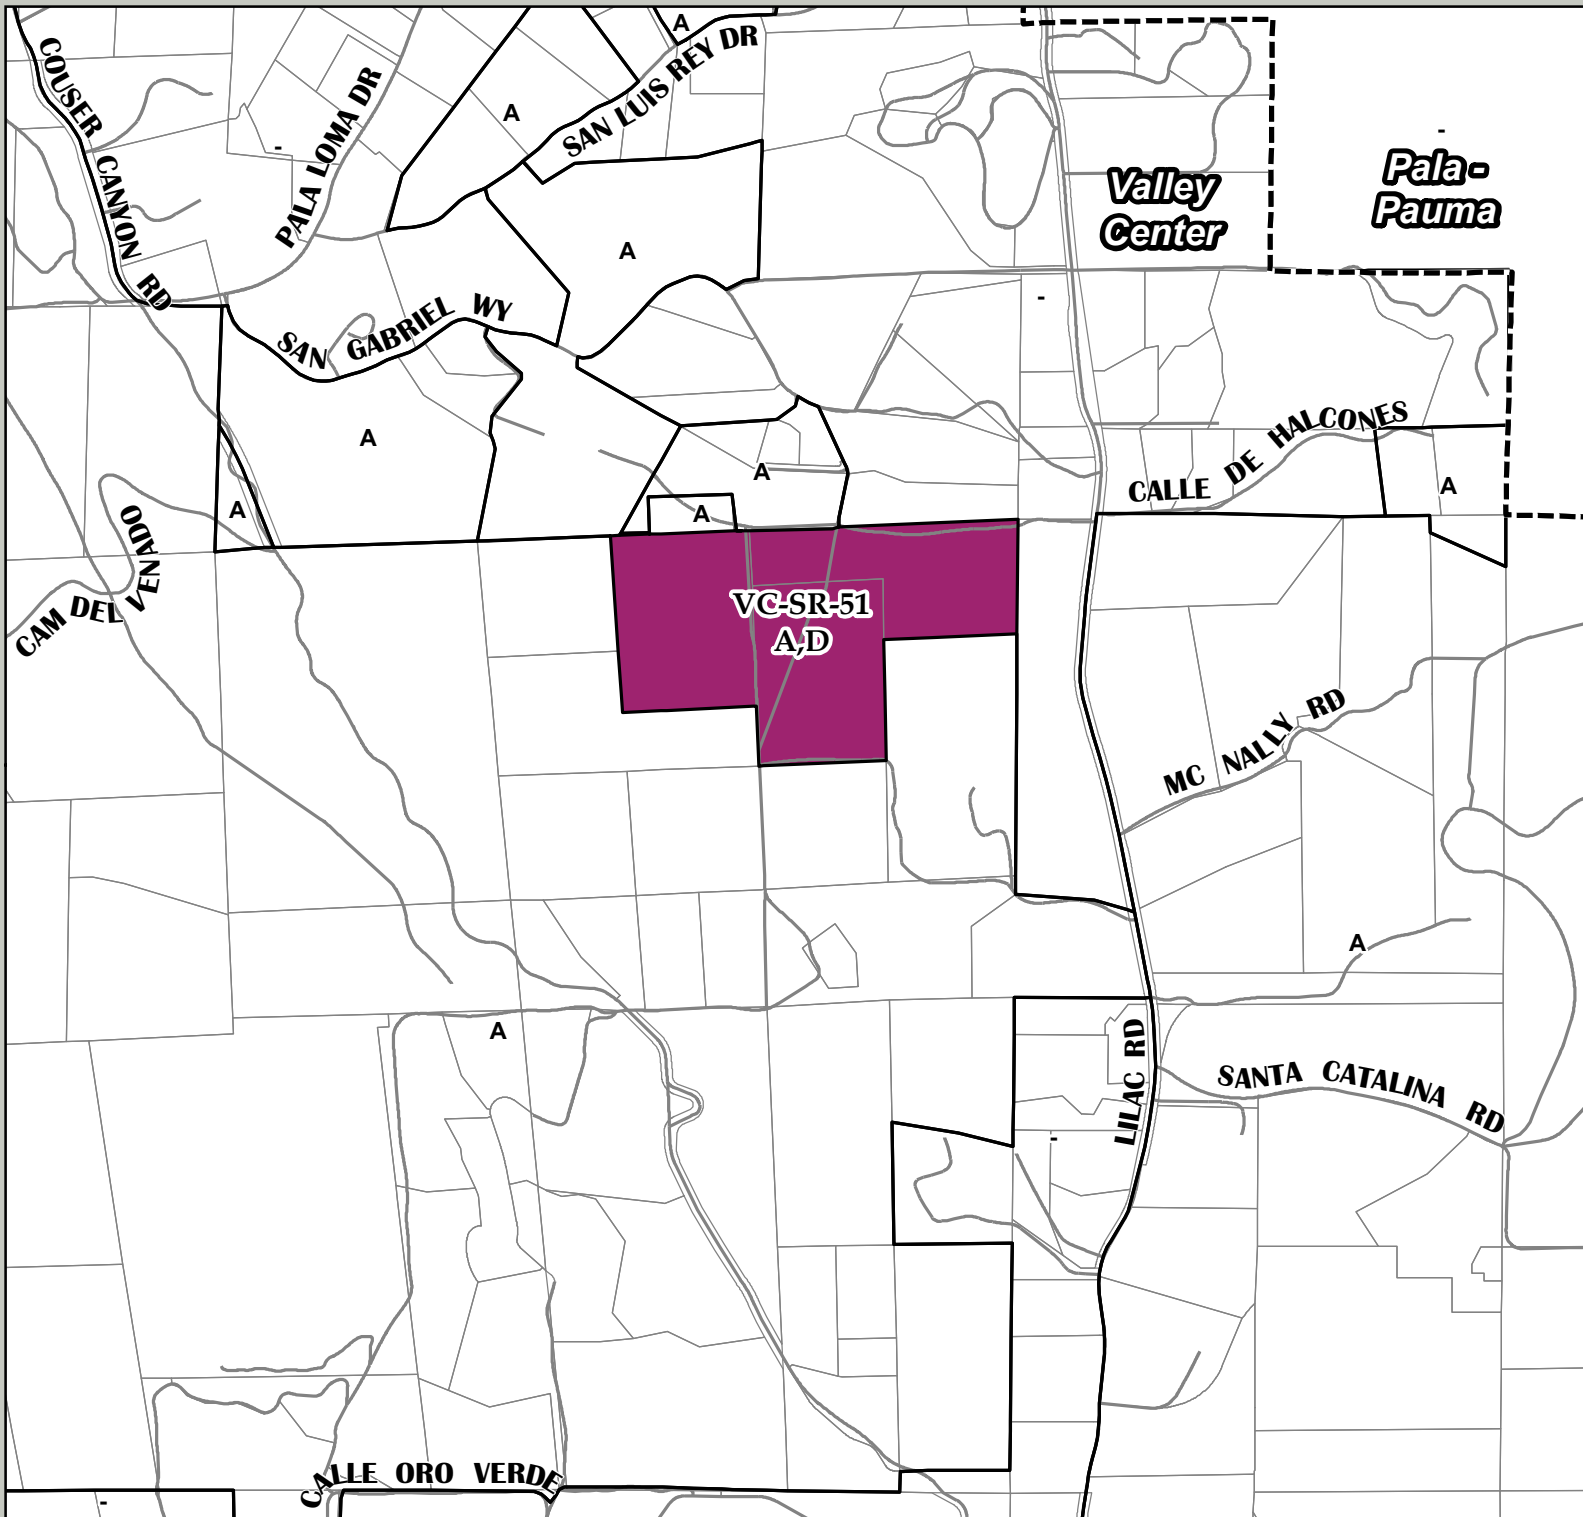 A
COUSER CANYON RD
PALA LOMA DR
A
SAN LUIS REY DR
-
-
Valley
Center
Pala -
Pauma
A
-
SAN GABRIEL WY
A
A
A
A
CALLE DE HALCONES
A
CAM DEL VENADO
VC-SR-51
A,D
MC NALLY RD
A
A
LILAC RD
SANTA CATALINA RD
-
CALLE ORO VERDE
-